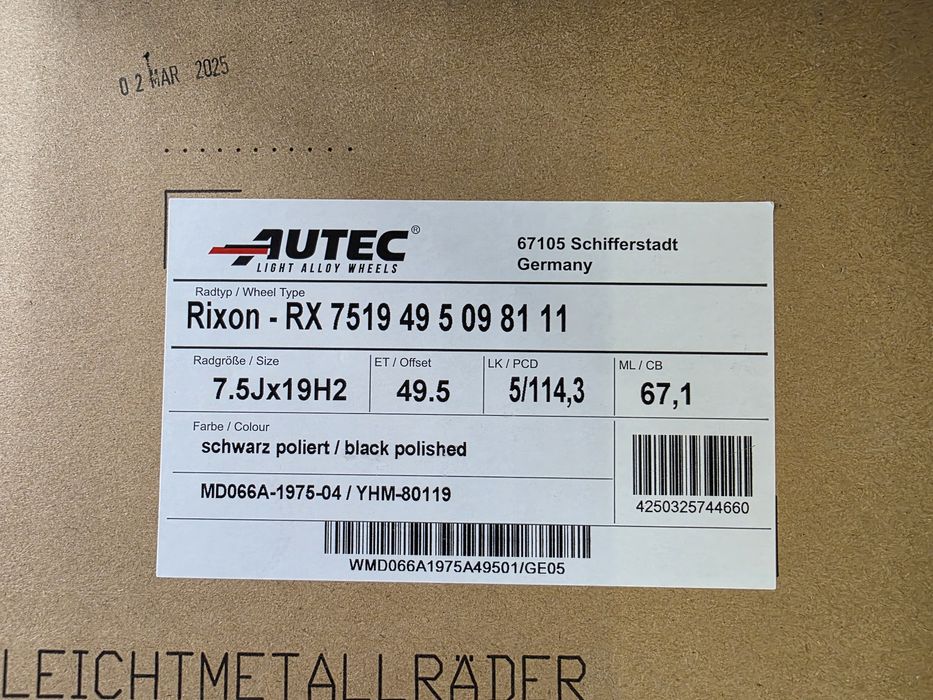 02 MAR 2025
AUTEC®
LIGHT ALLOY WHEELS
67105 Schifferstadt
Germany
Radtyp / Wheel Type
Rixon - RX 7519 49 5 09 81 11
Radgröße / Size
7.5Jx19H2
ET / Offset
49.5
LK / PCD
5/114,3
ML / CB
67,1
Farbe / Colour
schwarz poliert / black polished
MD066A-1975-04 / YHM-80119
4250325744660
WMD066A1975A49501/GE05
LEICHTMETALLRÄDER